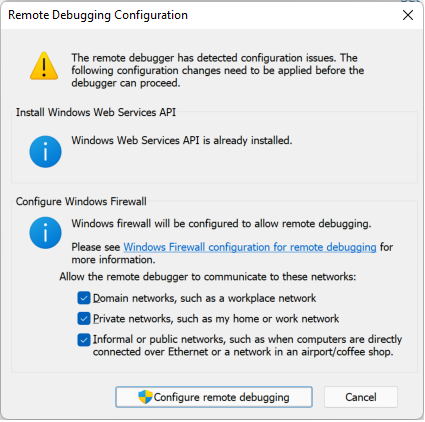 Remote Debugging Configuration
The remote debugger has detected configuration issues. The
following configuration changes need to be applied before the
debugger can proceed.
Install Windows Web Services API
Windows Web Services API is already installed.
Configure Windows Firewall
Windows firewall will be configured to allow remote debugging.
Please see Windows Firewall configuration for remote debugging for
more information.
Allow the remote debugger to communicate to these networks:
Domain networks, such as a workplace network
Private networks, such as my home or work network
Informal or public networks, such as when computers are directly
connected over Ethernet or a network in an airport/coffee shop.
Configure remote debugging
Cancel